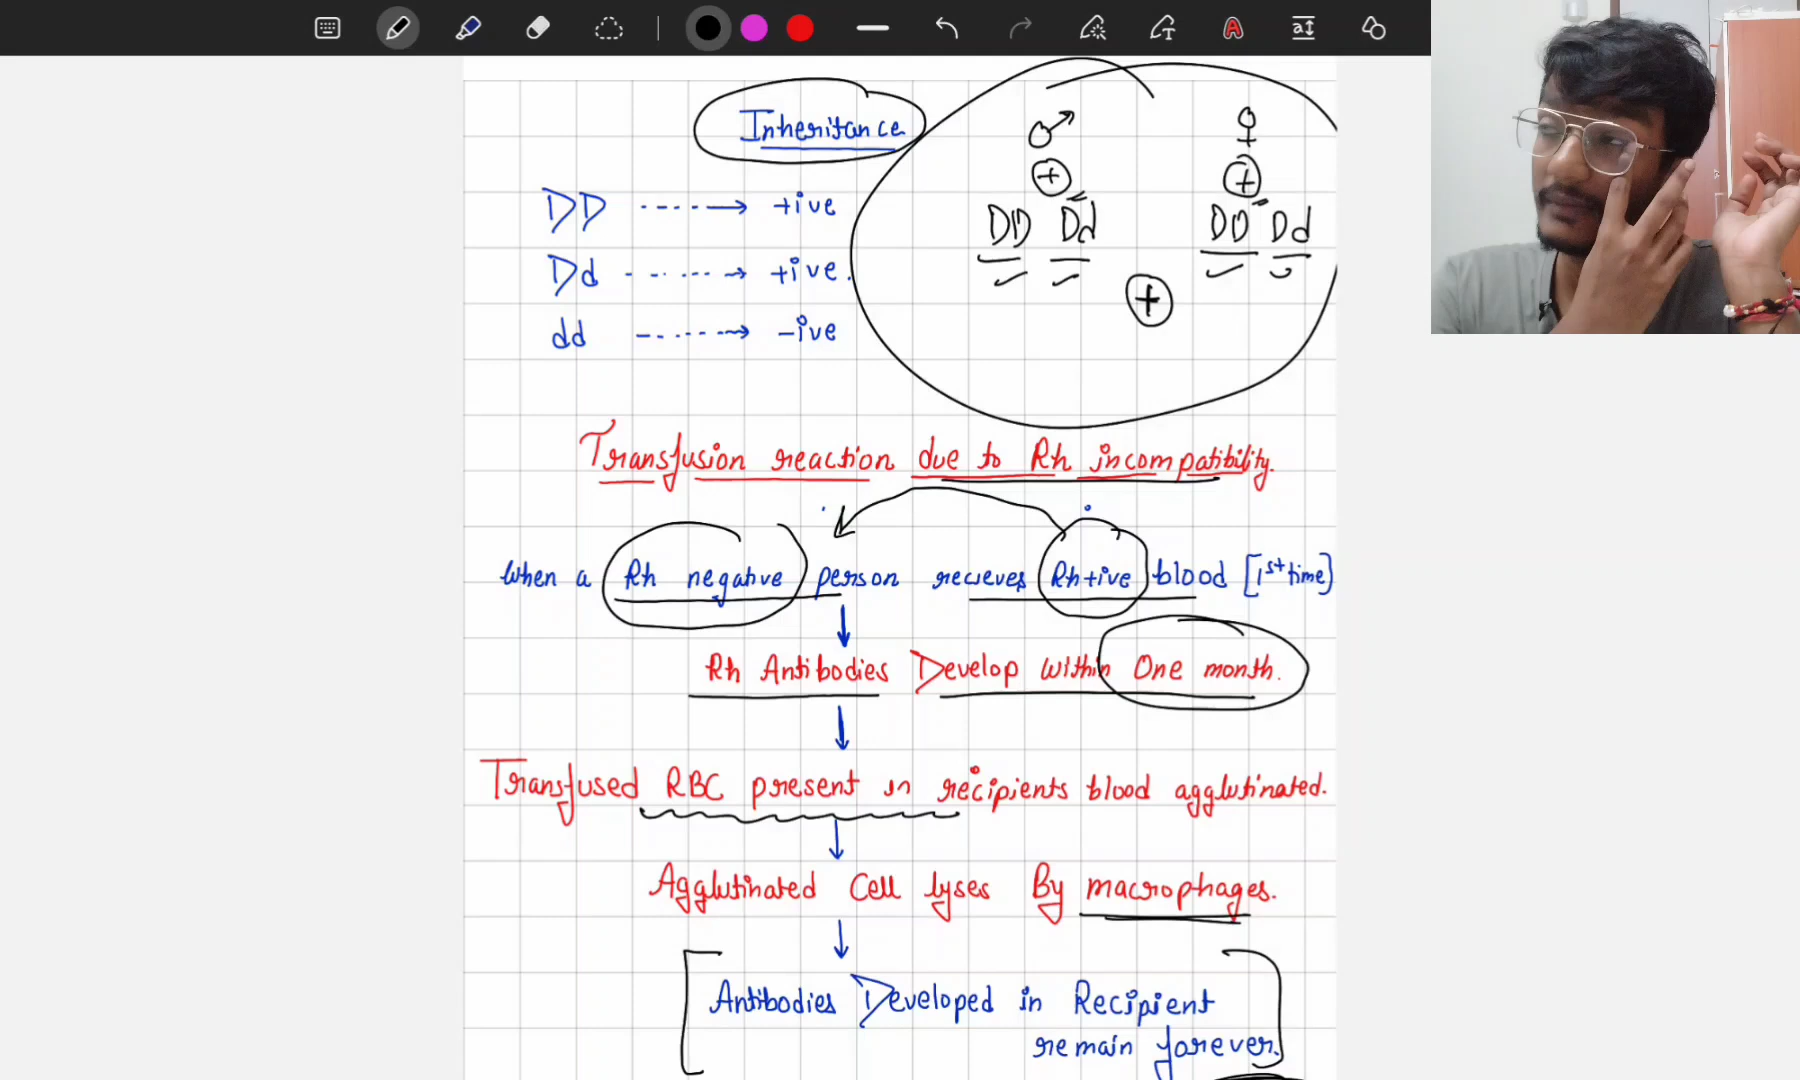 Inheritance
DD -----> +ive
Dd -----> +ive.
dd -----> -ive
♂ ♀
+ +
DD Dd DD Dd
+
Transfusion reaction due to Rh incompatibility.
When a Rh negative person recieves Rh+ive blood [1st time]
Rh Antibodies Develop within One month.
Transfused RBC present in recipients blood agglutinated.
Agglutinated Cell lyses By macrophages.
Antibodies Developed in Recipient
remain forever.